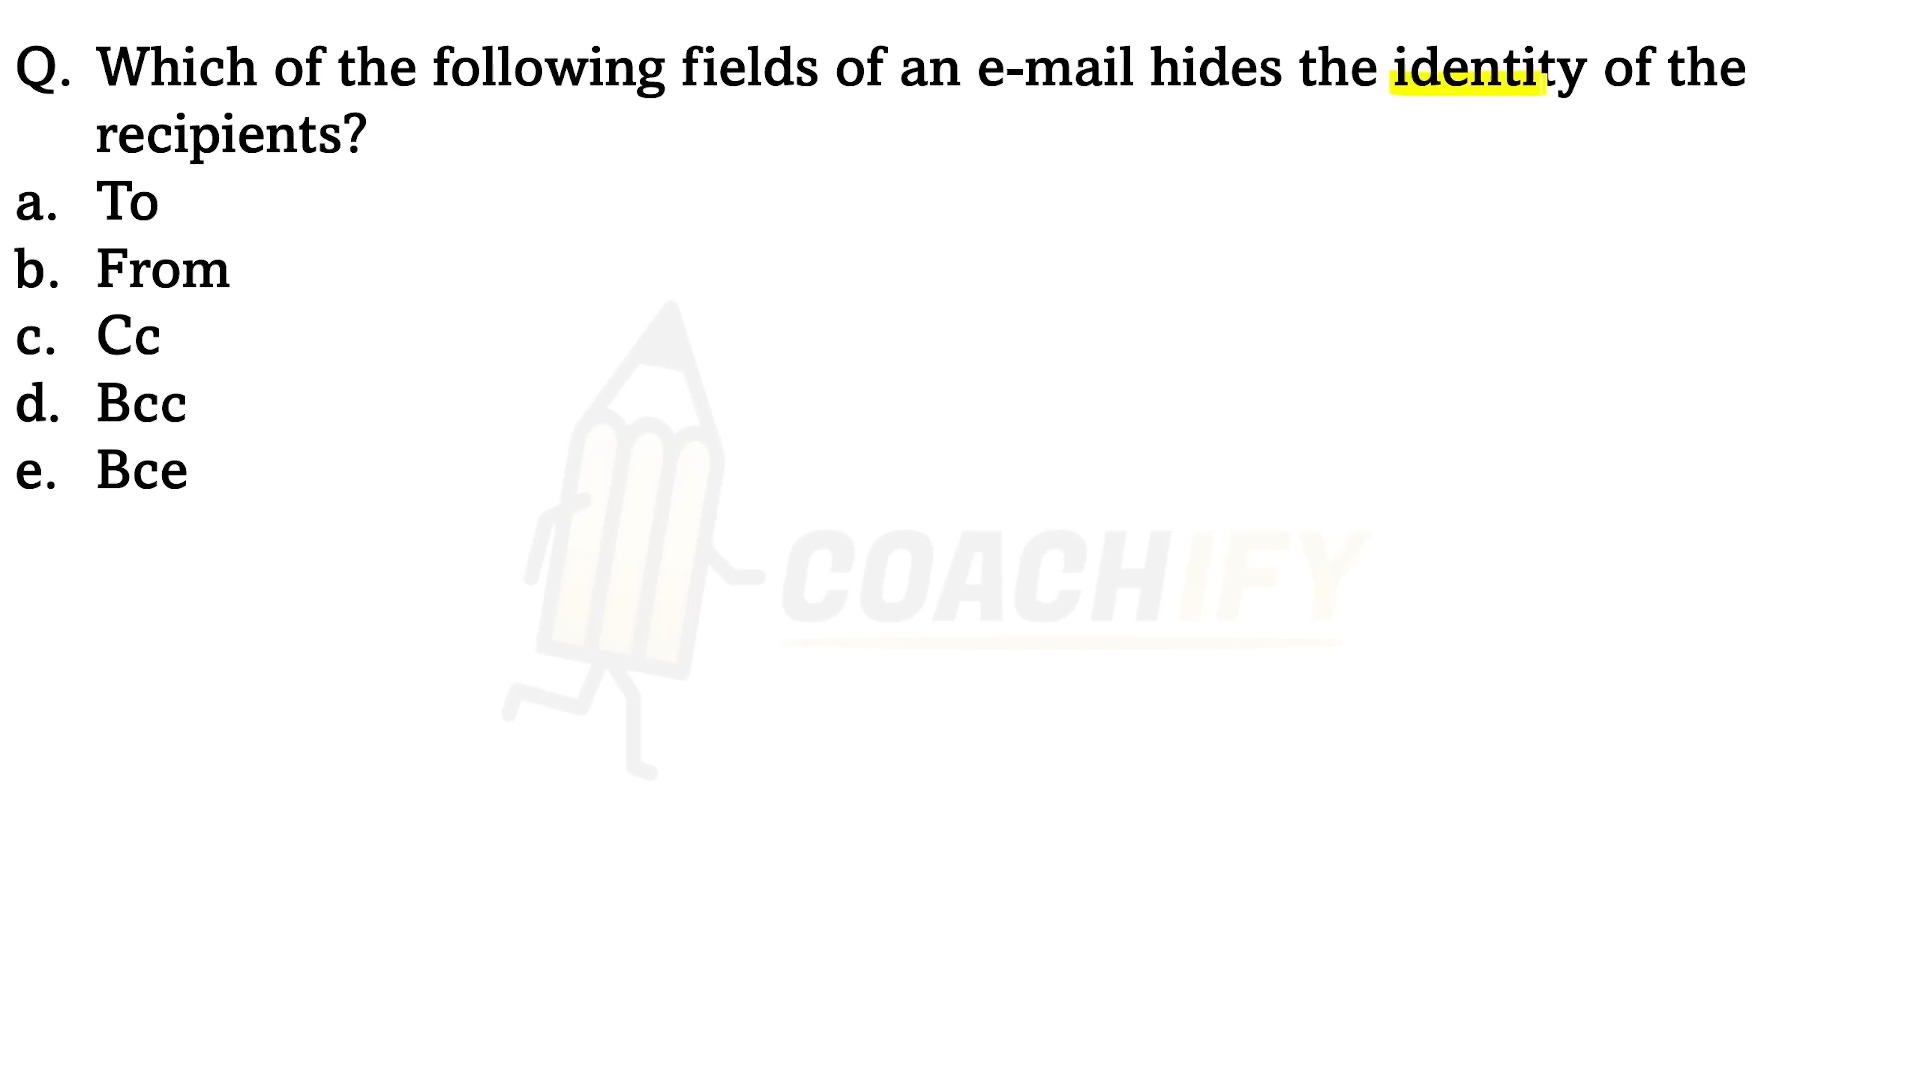 Q. Which of the following fields of an e-mail hides the identity of the
recipients?
a. To
b. From
c. Cc
d. Bcc
e. Bce
COACHIFY